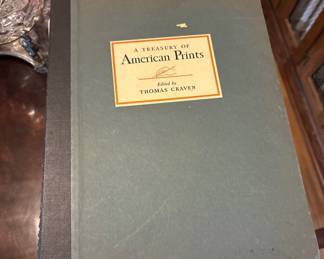 A TREASURY OF
American Prints
Edited by
THOMAS CRAVEN